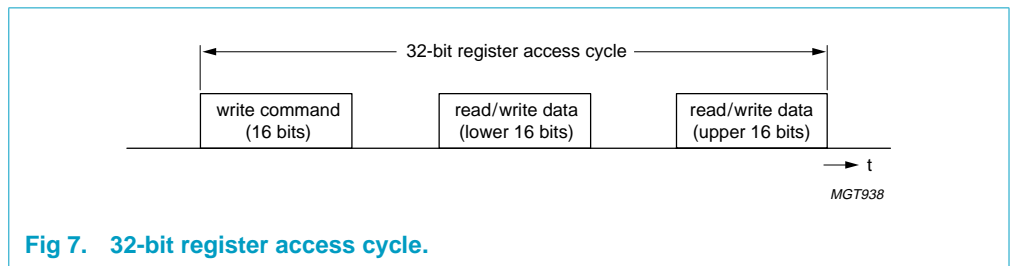 32-bit register access cycle
write command
(16 bits)
read/write data
(lower 16 bits)
read/write data
(upper 16 bits)
t
MGT938
Fig 7. 32-bit register access cycle.